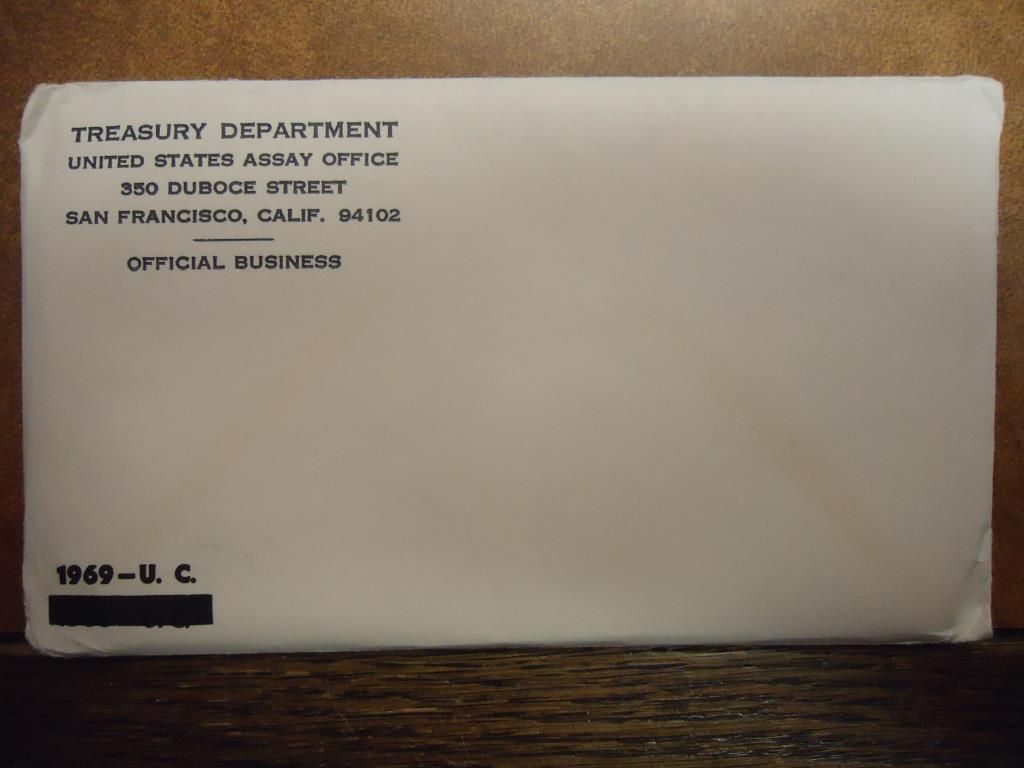 TREASURY DEPARTMENT
UNITED STATES ASSAY OFFICE
350 DUBOCE STREET
SAN FRANCISCO, CALIF. 94102
OFFICIAL BUSINESS
1969-U. C.